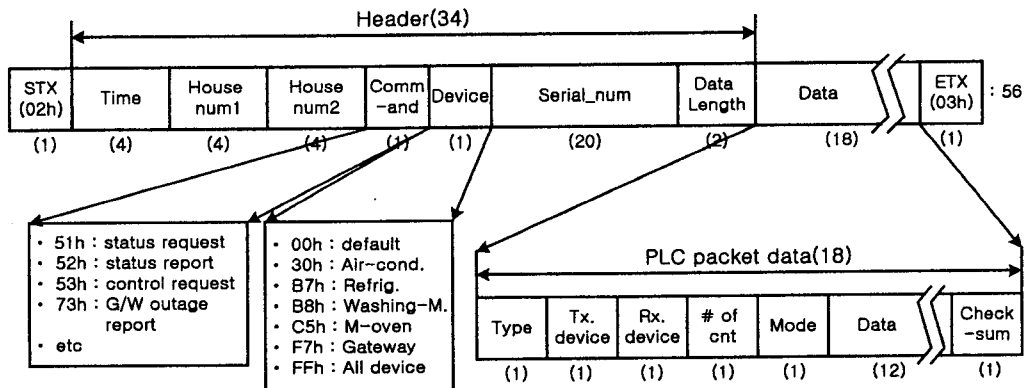 Header(34)
STX (02h)
Time
House num1
House num2
Comm -and
Device
Serial_num
Data Length
Data
ETX (03h)
: 56
(1)
(4)
(4)
(4)
(1)
(1)
(20)
(2)
(18)
(1)
· 51h : status request
· 52h : status report
· 53h : control request
· 73h : G/W outage report
· etc
· 00h : default
· 30h : Air-cond.
· B7h : Refrig.
· B8h : Washing-M.
· C5h : M-oven
· F7h : Gateway
· FFh : All device
PLC packet data(18)
Type
Tx. device
Rx. device
# of cnt
Mode
Data
Check -sum
(1)
(1)
(1)
(1)
(1)
(12)
(1)